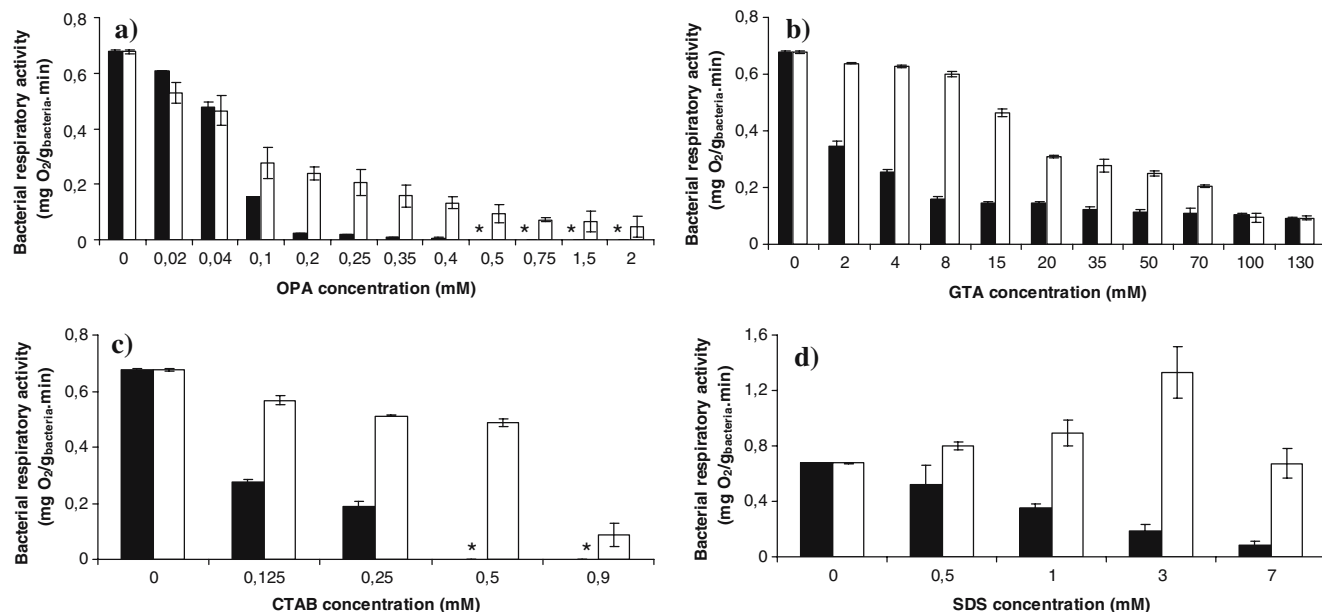 a)
Bacterial respiratory activity
(mg O2/gbacteria.min)
0,8
0,6
0,4
0,2
0
* * * *
0 0,02 0,04 0,1 0,2 0,25 0,35 0,4 0,5 0,75 1,5 2
OPA concentration (mM)
b)
Bacterial respiratory activity
(mg O2/gbacteria.min)
0,8
0,6
0,4
0,2
0
0 2 4 8 15 20 35 50 70 100 130
GTA concentration (mM)
c)
Bacterial respiratory activity
(mg O2/gbacteria.min)
0,8
0,6
0,4
0,2
0
* *
0 0,125 0,25 0,5 0,9
CTAB concentration (mM)
d)
Bacterial respiratory activity
(mg O2/gbacteria.min)
1,6
1,2
0,8
0,4
0
0 0,5 1 3 7
SDS concentration (mM)